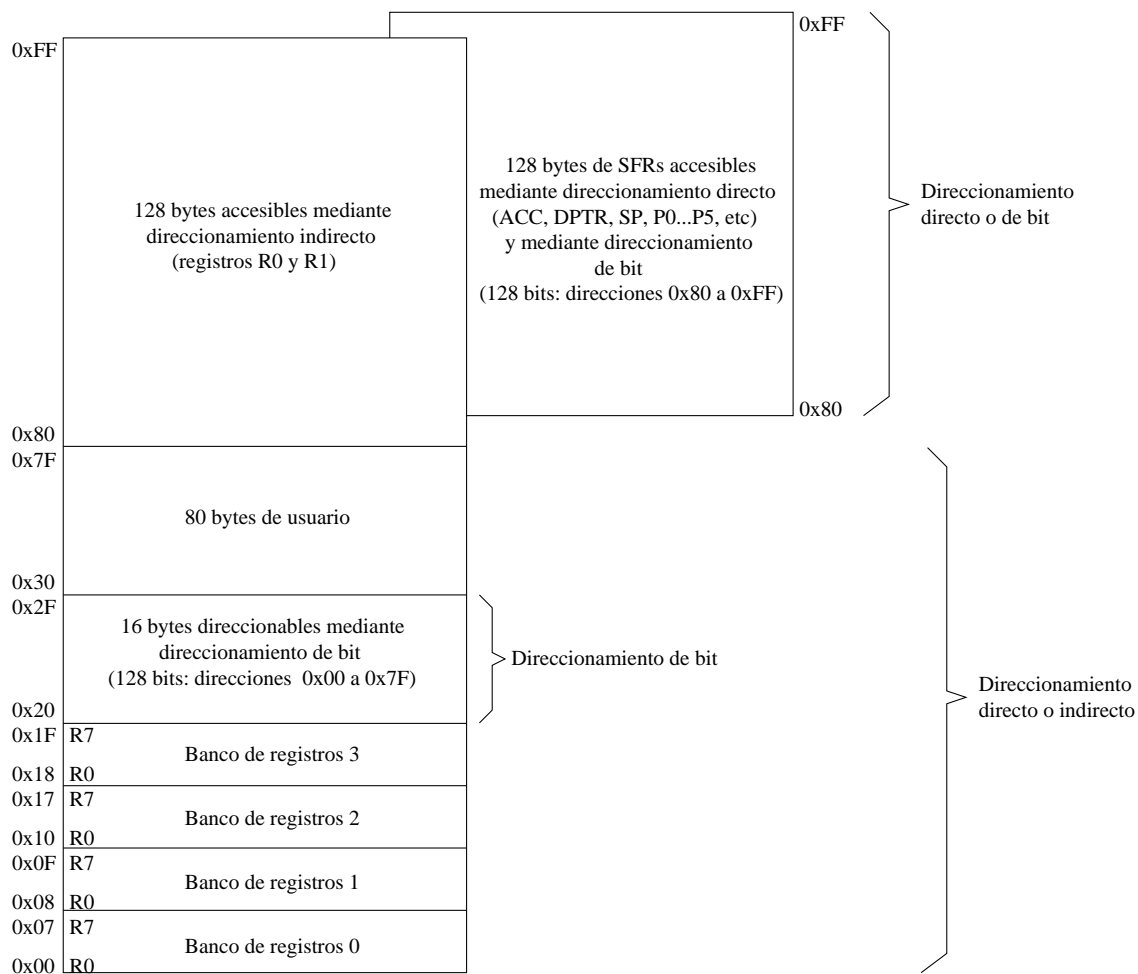 0xFF
0xFF
128 bytes accesibles mediante
direccionamiento indirecto
(registros R0 y R1)
128 bytes de SFRs accesibles
mediante direccionamiento directo
(ACC, DPTR, SP, P0...P5, etc)
y mediante direccionamiento
de bit
(128 bits: direcciones 0x80 a 0xFF)
Direccionamiento
directo o de bit
0x80
0x80
0x7F
80 bytes de usuario
0x30
0x2F
16 bytes direccionables mediante
direccionamiento de bit
(128 bits: direcciones 0x00 a 0x7F)
Direccionamiento de bit
Direccionamiento
directo o indirecto
0x20
0x1F R7
Banco de registros 3
0x18 R0
0x17 R7
Banco de registros 2
0x10 R0
0x0F R7
Banco de registros 1
0x08 R0
0x07 R7
Banco de registros 0
0x00 R0